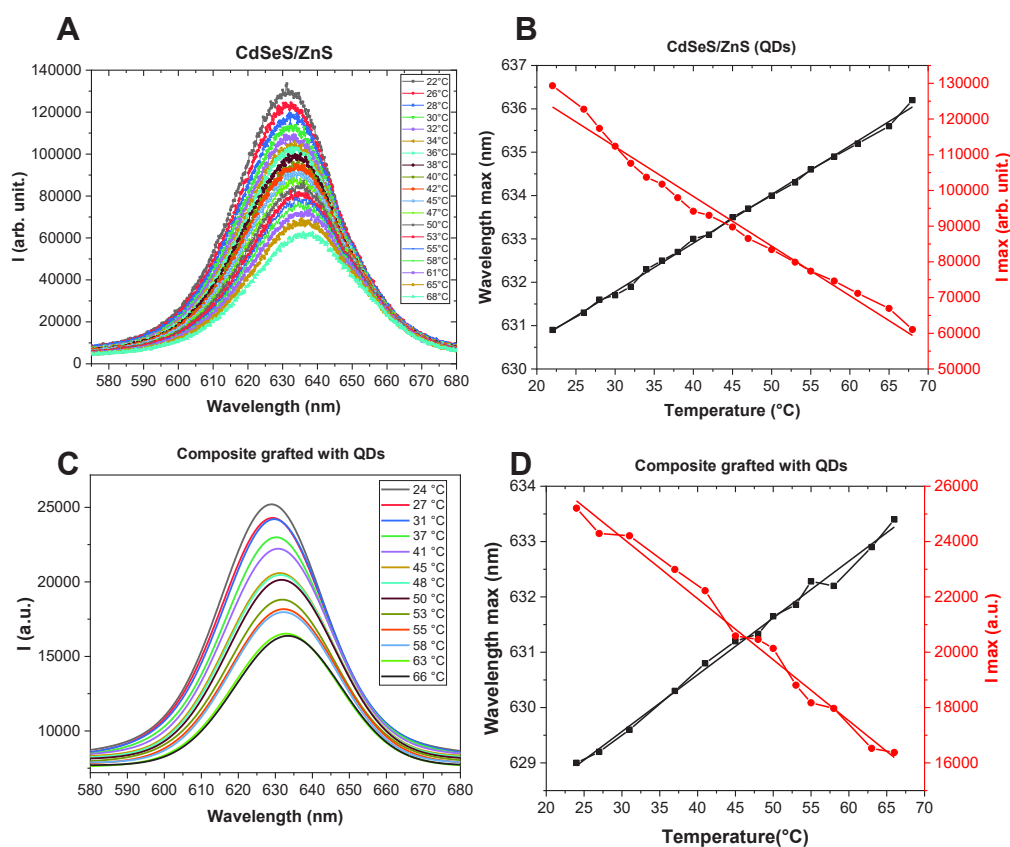 A
CdSeS/ZnS
I (arb. unit.)
140000
120000
100000
80000
60000
40000
20000
0
580 590 600 610 620 630 640 650 660 670 680
Wavelength (nm)
22°C
26°C
28°C
30°C
32°C
34°C
36°C
38°C
40°C
42°C
45°C
47°C
50°C
53°C
55°C
58°C
61°C
65°C
68°C
B
CdSeS/ZnS (QDs)
Wavelength max (nm)
637
636
635
634
633
632
631
630
20 25 30 35 40 45 50 55 60 65 70
Temperature (°C)
130000
120000
110000
100000
90000
80000
70000
60000
50000
I max (arb. unit.)
C
Composite grafted with QDs
I (a.u.)
25000
20000
15000
10000
580 590 600 610 620 630 640 650 660 670 680
Wavelength (nm)
24 °C
27 °C
31 °C
37 °C
41 °C
45 °C
48 °C
50 °C
53 °C
55 °C
58 °C
63 °C
66 °C
D
Composite grafted with QDs
Wavelength max (nm)
634
633
632
631
630
629
20 25 30 35 40 45 50 55 60 65 70
Temperature(°C)
26000
24000
22000
20000
18000
16000
I max (a.u.)